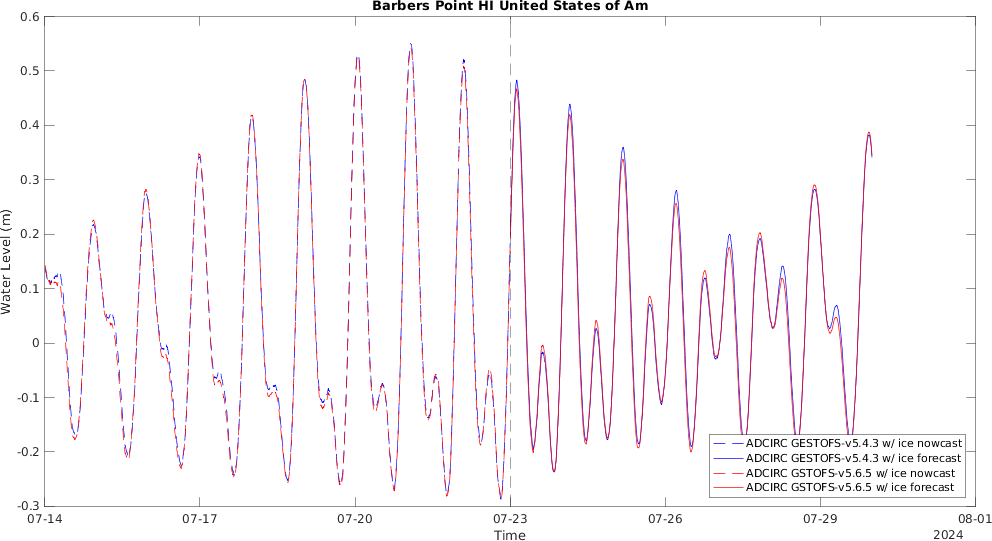 Barbers Point HI United States of Am
Water Level (m)
0.6
0.5
0.4
0.3
0.2
0.1
0
-0.1
-0.2
-0.3
ADCIRC GESTOFS-v5.4.3 w/ ice nowcast
ADCIRC GESTOFS-v5.4.3 w/ ice forecast
ADCIRC GSTOFS-v5.6.5 w/ ice nowcast
ADCIRC GSTOFS-v5.6.5 w/ ice forecast
07-14 07-17 07-20 07-23 07-26 07-29 08-01
Time
2024